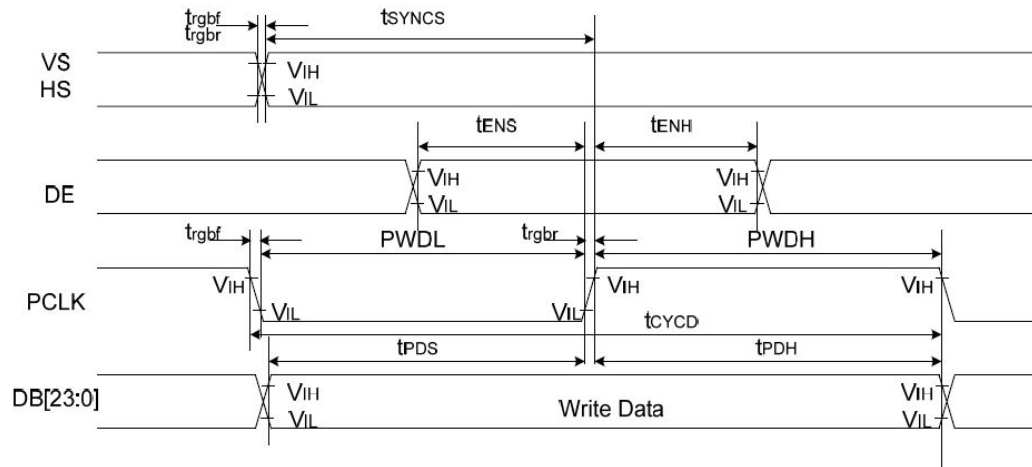 trgbf
trgbr
tSYNCS
VS
HS
VIH
VIL
tENS
tENH
DE
VIH
VIL
VIH
VIL
trgbf
PWDL
trgbr
PWDH
PCLK
VIH
VIL
VIL
VIH
VIH
tCYCD
tPDS
tPDH
DB[23:0]
VIH
VIL
Write Data
VIH
VIL